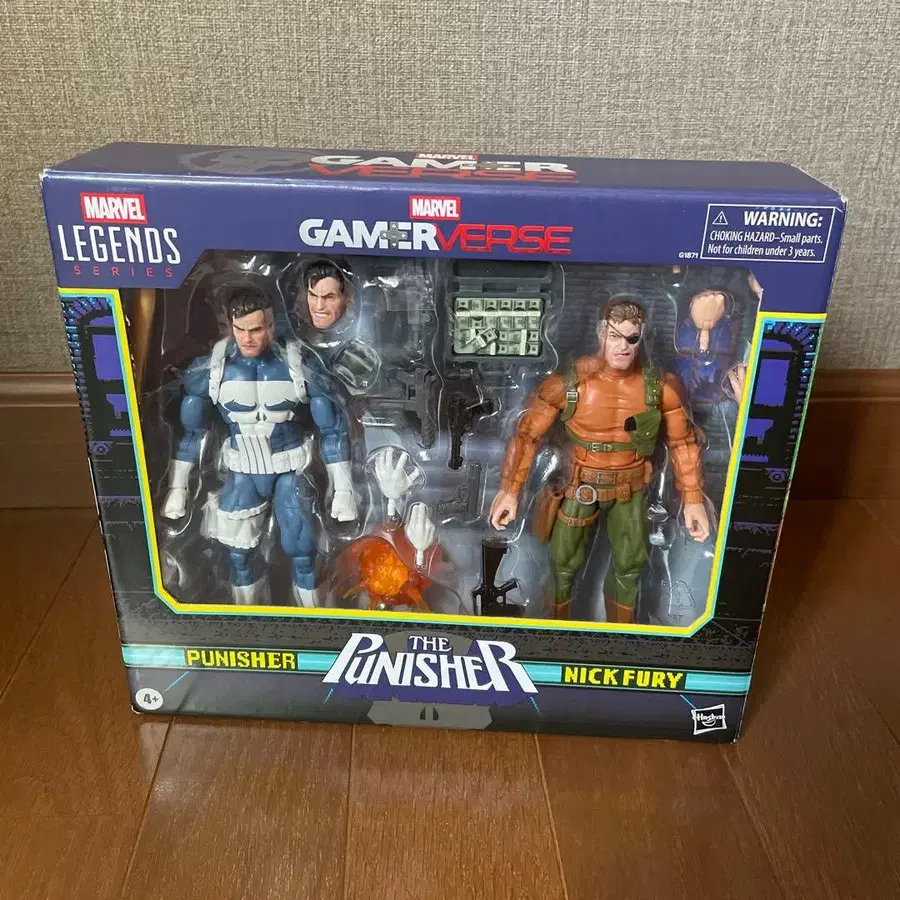 MARVEL
GAMERVERSE
MARVEL
LEGENDS
SERIES
MARVEL
GAMERVERSE
WARNING:
CHOKING HAZARD–Small parts.
Not for children under 3 years.
G1871
PUNISHER
THE
PUNISHER
NICK FURY
4+
Hasbro